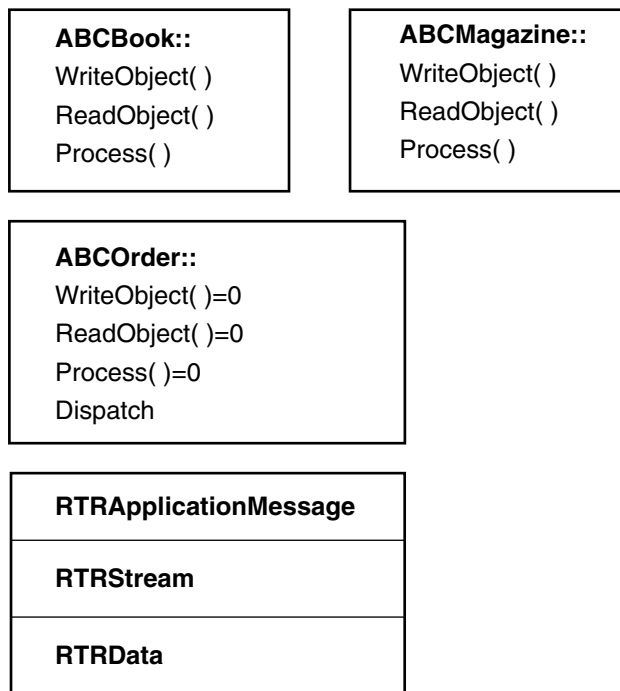 ABCBook::
WriteObject( )
ReadObject( )
Process( )
ABCMagazine::
WriteObject( )
ReadObject( )
Process( )
ABCOrder::
WriteObject( )=0
ReadObject( )=0
Process( )=0
Dispatch
RTRApplicationMessage
RTRStream
RTRData